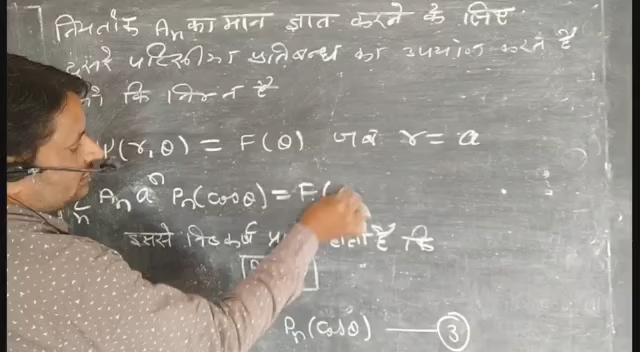 नियतांक Aₙ का मान ज्ञात करने के लिए
दूसरे परिसीमा प्रतिबन्ध का उपयोग करते हैं
कि निम्न है
ψ(r, θ) = F(θ) जब r = a
Σₙ Aₙ aⁿ Pₙ(cosθ) = F(
इससे निष्कर्ष होता है कि
Pₙ(cosθ) — 3